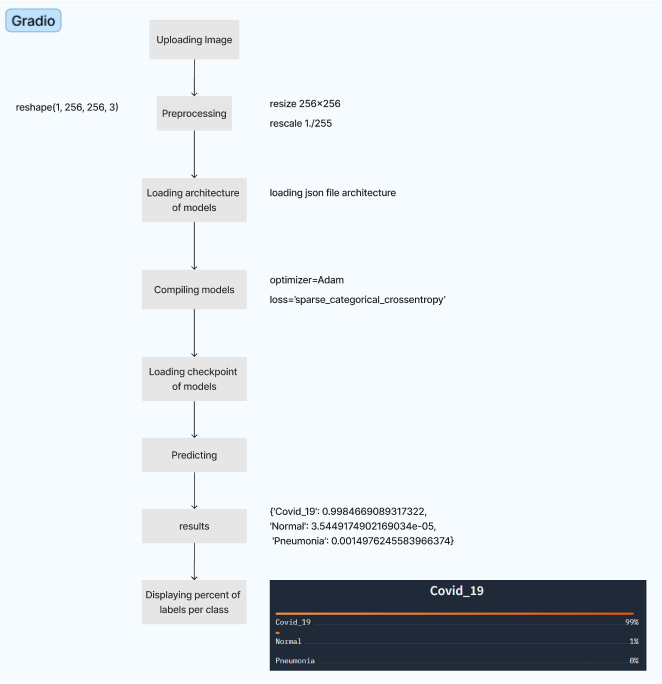 Gradio
Uploading Image
reshape(1, 256, 256, 3)
Preprocessing
resize 256×256
rescale 1./255
Loading architecture
of models
loading json file architecture
Compiling models
optimizer=Adam
loss='sparse_categorical_crossentropy'
Loading checkpoint
of models
Predicting
results
{'Covid_19': 0.9984669089317322,
'Normal': 3.5449174902169034e-05,
'Pneumonia': 0.0014976245583966374}
Displaying percent of
labels per class
Covid_19
Covid_19 99%
Normal 1%
Pneumonia 0%